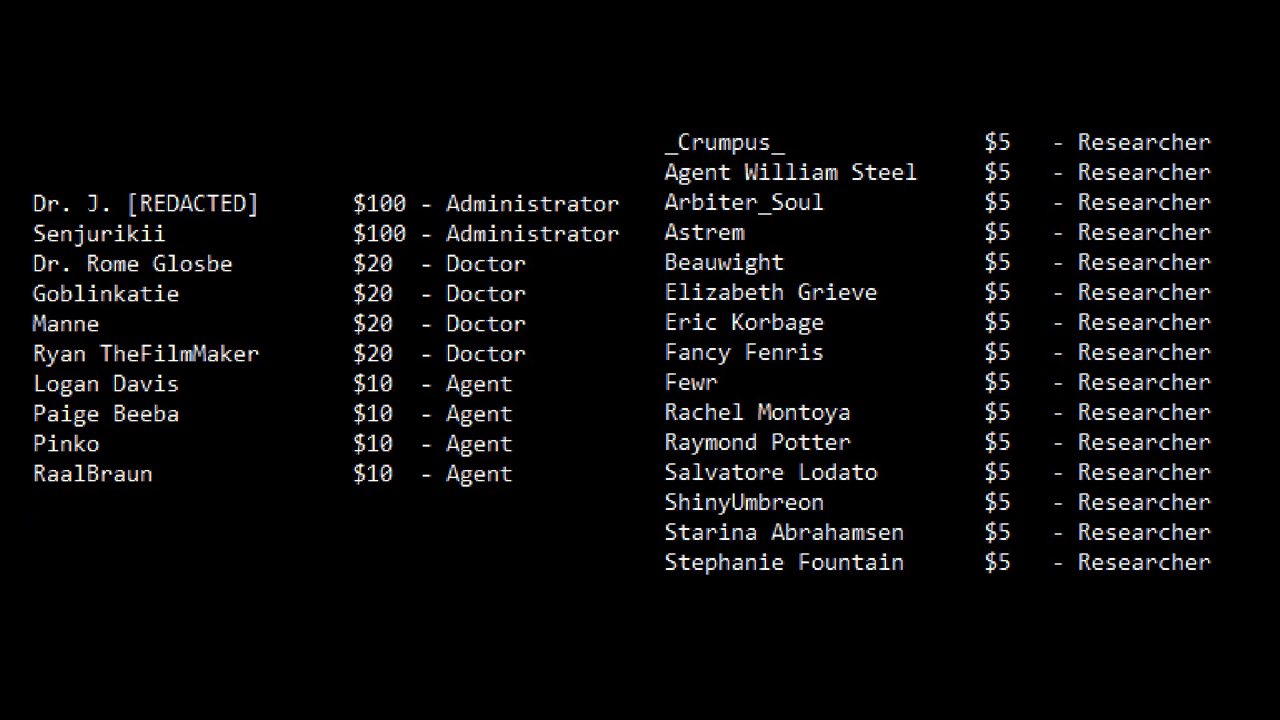 Dr. J. [REDACTED] $100 - Administrator
Senjurikii $100 - Administrator
Dr. Rome Glosbe $20 - Doctor
Goblinkatie $20 - Doctor
Manne $20 - Doctor
Ryan TheFilmMaker $20 - Doctor
Logan Davis $10 - Agent
Paige Beeba $10 - Agent
Pinko $10 - Agent
RaalBraun $10 - Agent
_Crumpus_ $5 - Researcher
Agent William Steel $5 - Researcher
Arbiter_Soul $5 - Researcher
Astrem $5 - Researcher
Beauwight $5 - Researcher
Elizabeth Grieve $5 - Researcher
Eric Korbage $5 - Researcher
Fancy Fenris $5 - Researcher
Fewr $5 - Researcher
Rachel Montoya $5 - Researcher
Raymond Potter $5 - Researcher
Salvatore Lodato $5 - Researcher
ShinyUmbreon $5 - Researcher
Starina Abrahamsen $5 - Researcher
Stephanie Fountain $5 - Researcher